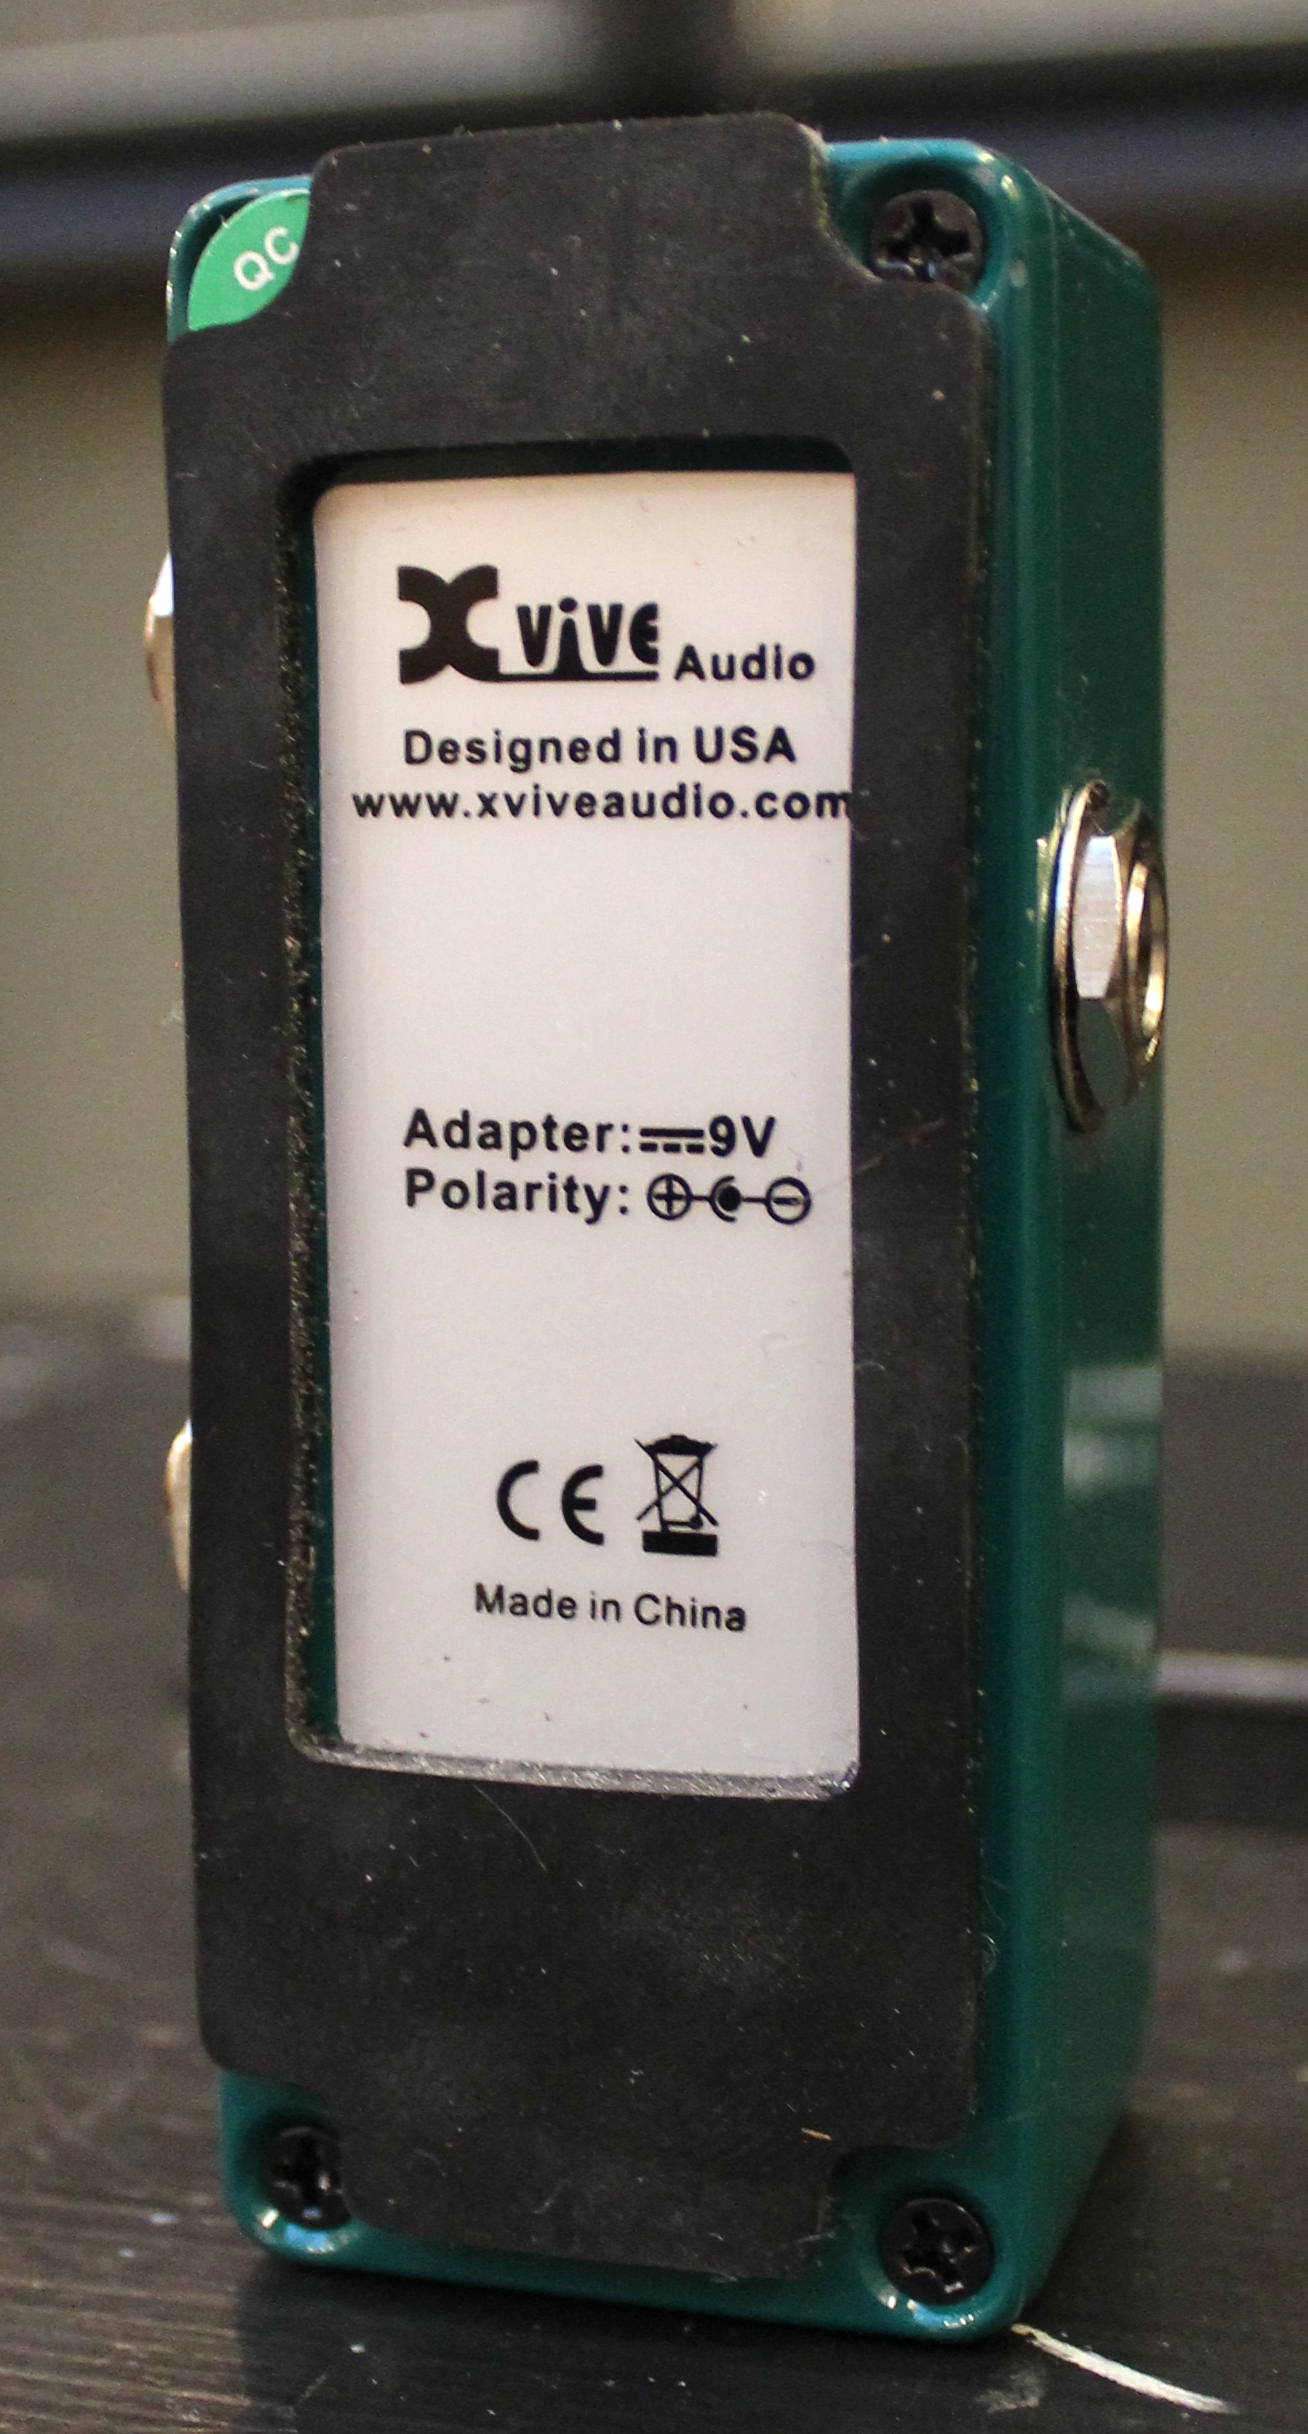 QC
Xvive Audio
Designed in USA
www.xviveaudio.com
Adapter: ⎓9V
Polarity:
CE
Made in China